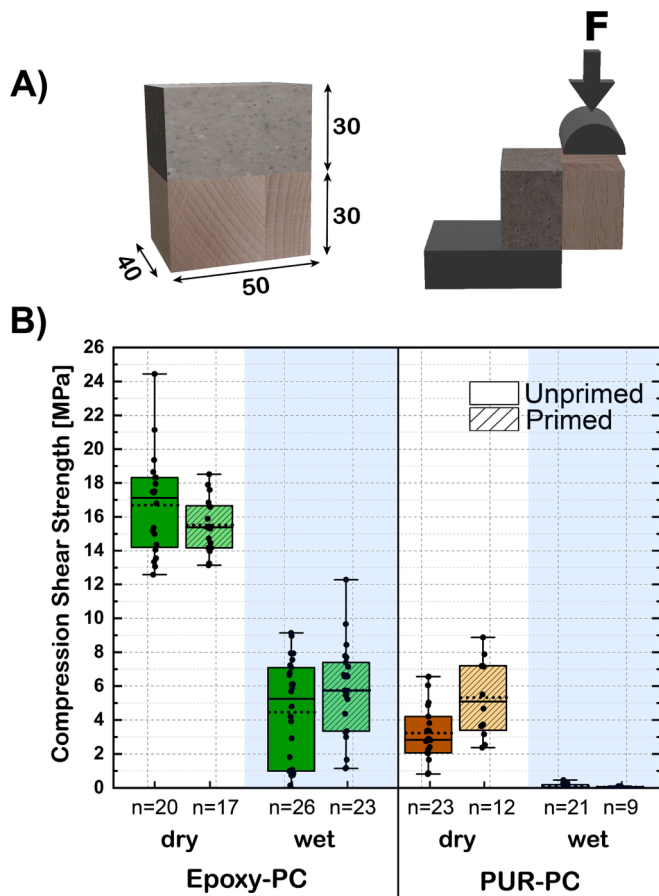 A)
F
30
30
40
50
B)
Compression Shear Strength [MPa]
26
24
22
20
18
16
14
12
10
8
6
4
2
0
Unprimed
Primed
n=20 n=17 n=26 n=23 n=23 n=12 n=21 n=9
dry wet dry wet
Epoxy-PC PUR-PC